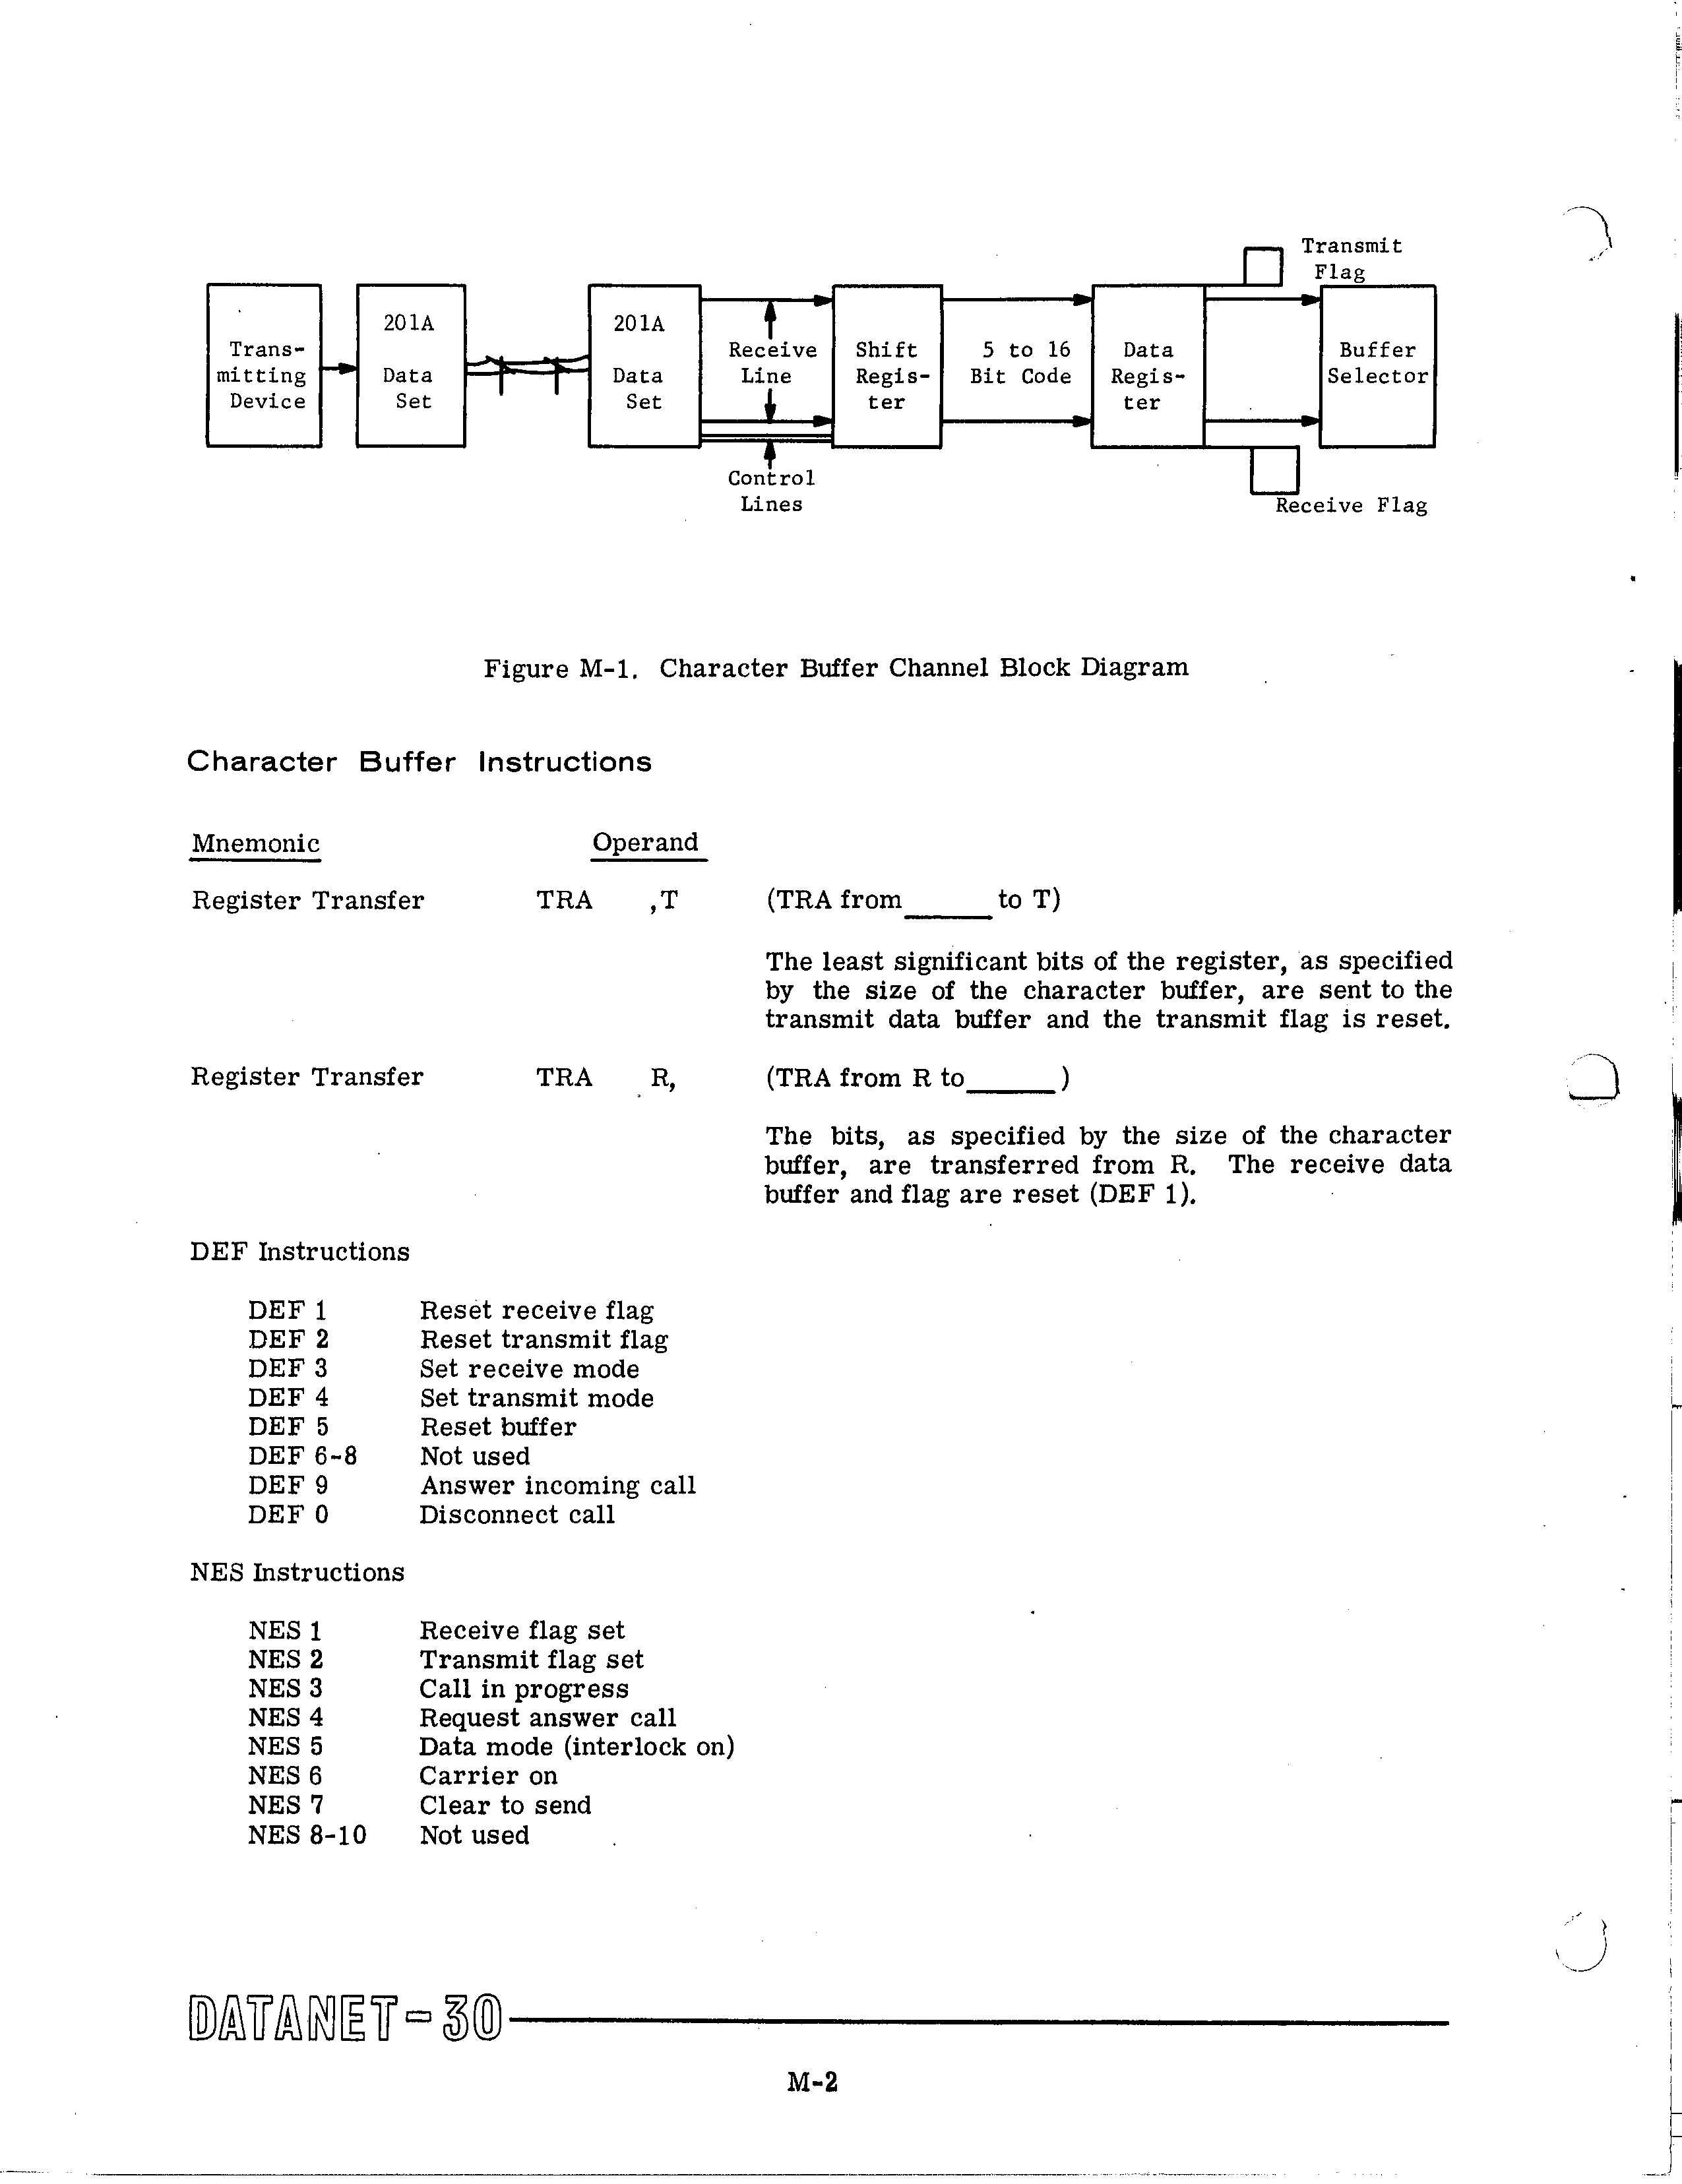 Transmit
Flag
Trans-
mitting
Device
201A
Data
Set
201A
Data
Set
Receive
Line
Control
Lines
Shift
Regis-
ter
5 to 16
Bit Code
Data
Regis-
ter
Buffer
Selector
Receive Flag
Figure M-1. Character Buffer Channel Block Diagram
Character Buffer Instructions
Mnemonic Operand
Register Transfer TRA ,T (TRA from______ to T)
The least significant bits of the register, as specified
by the size of the character buffer, are sent to the
transmit data buffer and the transmit flag is reset.
Register Transfer TRA R, (TRA from R to______)
The bits, as specified by the size of the character
buffer, are transferred from R. The receive data
buffer and flag are reset (DEF 1).
DEF Instructions
DEF 1 Reset receive flag
DEF 2 Reset transmit flag
DEF 3 Set receive mode
DEF 4 Set transmit mode
DEF 5 Reset buffer
DEF 6-8 Not used
DEF 9 Answer incoming call
DEF 0 Disconnect call
NES Instructions
NES 1 Receive flag set
NES 2 Transmit flag set
NES 3 Call in progress
NES 4 Request answer call
NES 5 Data mode (interlock on)
NES 6 Carrier on
NES 7 Clear to send
NES 8-10 Not used
DATANET-30
M-2